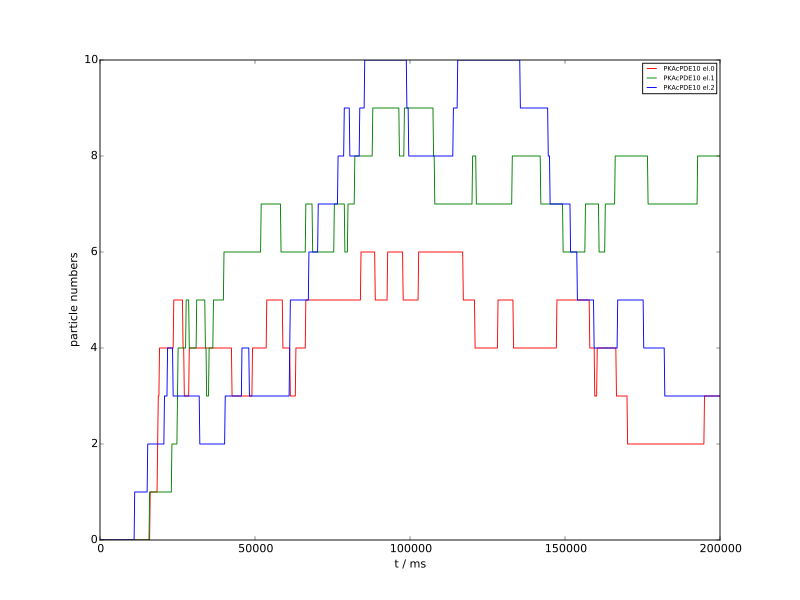 10
8
6
4
2
0
particle numbers
PKAcPDE10 el.0
PKAcPDE10 el.1
PKAcPDE10 el.2
0 50000 100000 150000 200000
t / ms